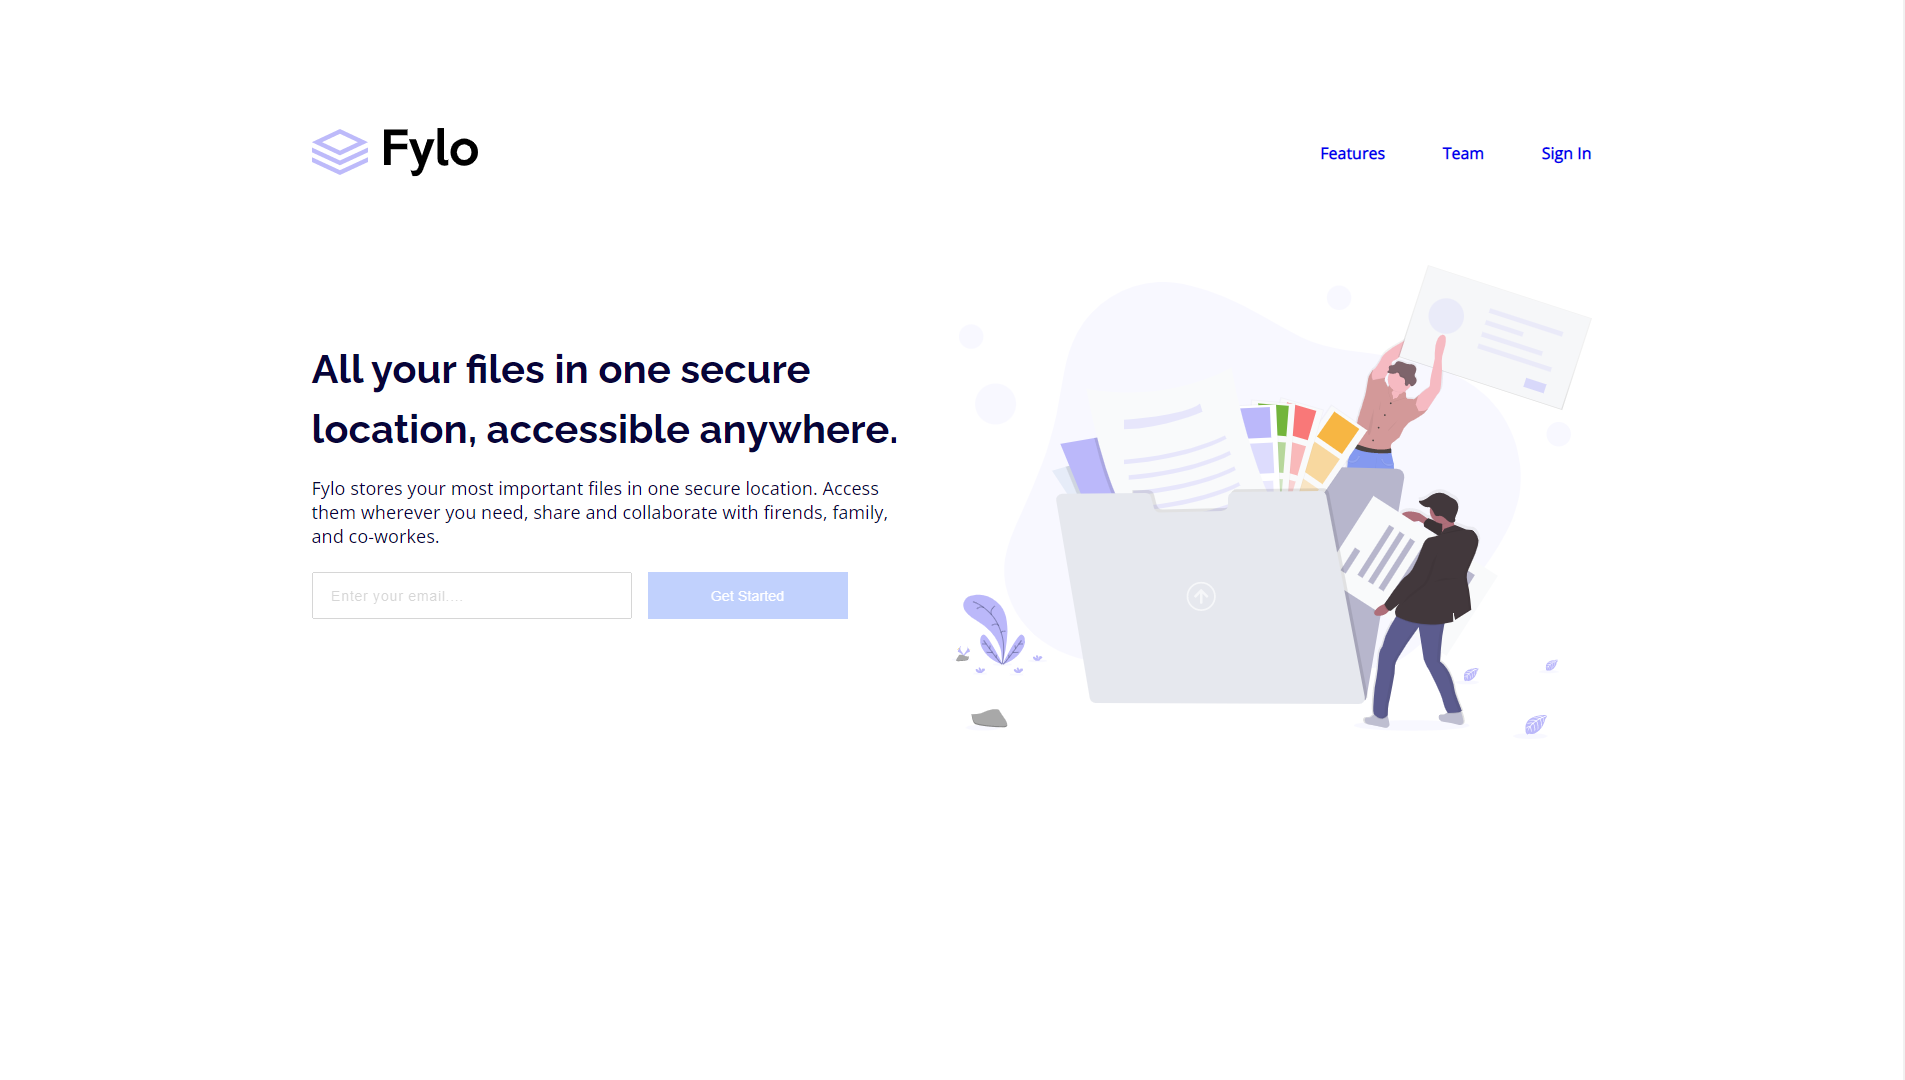 Fylo
Features
Team
Sign In
All your files in one secure
location, accessible anywhere.
Fylo stores your most important files in one secure location. Access
them wherever you need, share and collaborate with firends, family,
and co-workes.
Enter your email....
Get Started